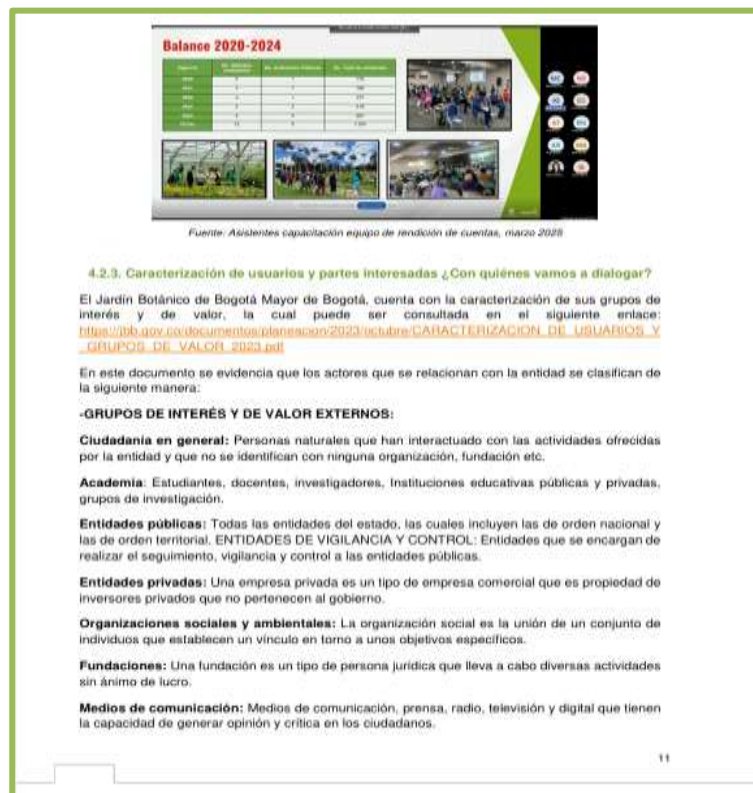 Balance 2020-2024
Fuente: Asistentes capacitación equipo de rendición de cuentas, marzo 2025
4.2.3. Caracterización de usuarios y partes interesadas ¿Con quiénes vamos a dialogar?
El Jardín Botánico de Bogotá Mayor de Bogotá, cuenta con la caracterización de sus grupos de
interés y de valor, la cual puede ser consultada en el siguiente enlace:
https://jbb.gov.co/documentos/planeacion/2023/octubre/CARACTERIZACION_DE_USUARIOS_Y
_GRUPOS_DE_VALOR_2023.pdf
En este documento se evidencia que los actores que se relacionan con la entidad se clasifican de
la siguiente manera:
-GRUPOS DE INTERÉS Y DE VALOR EXTERNOS:
Ciudadanía en general: Personas naturales que han interactuado con las actividades ofrecidas
por la entidad y que no se identifican con ninguna organización, fundación etc.
Academia: Estudiantes, docentes, investigadores, Instituciones educativas públicas y privadas,
grupos de investigación.
Entidades públicas: Todas las entidades del estado, las cuales incluyen las de orden nacional y
las de orden territorial. ENTIDADES DE VIGILANCIA Y CONTROL: Entidades que se encargan de
realizar el seguimiento, vigilancia y control a las entidades públicas.
Entidades privadas: Una empresa privada es un tipo de empresa comercial que es propiedad de
inversores privados que no pertenecen al gobierno.
Organizaciones sociales y ambientales: La organización social es la unión de un conjunto de
individuos que establecen un vínculo en torno a unos objetivos específicos.
Fundaciones: Una fundación es un tipo de persona jurídica que lleva a cabo diversas actividades
sin ánimo de lucro.
Medios de comunicación: Medios de comunicación, prensa, radio, televisión y digital que tienen
la capacidad de generar opinión y crítica en los ciudadanos.
11